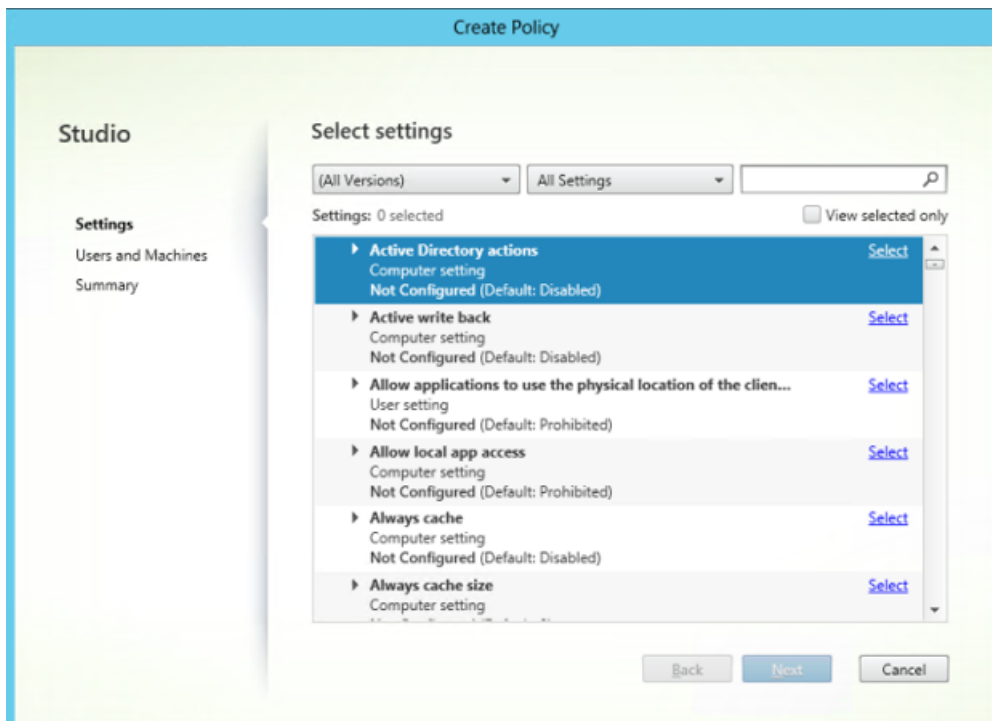 Create Policy
Studio
Settings
Users and Machines
Summary
Select settings
(All Versions)
All Settings
Settings: 0 selected
View selected only
Active Directory actions
Select
Computer setting
Not Configured (Default: Disabled)
Active write back
Select
Computer setting
Not Configured (Default: Disabled)
Allow applications to use the physical location of the clien...
Select
User setting
Not Configured (Default: Prohibited)
Allow local app access
Select
Computer setting
Not Configured (Default: Prohibited)
Always cache
Select
Computer setting
Not Configured (Default: Disabled)
Always cache size
Select
Computer setting
Back
Next
Cancel